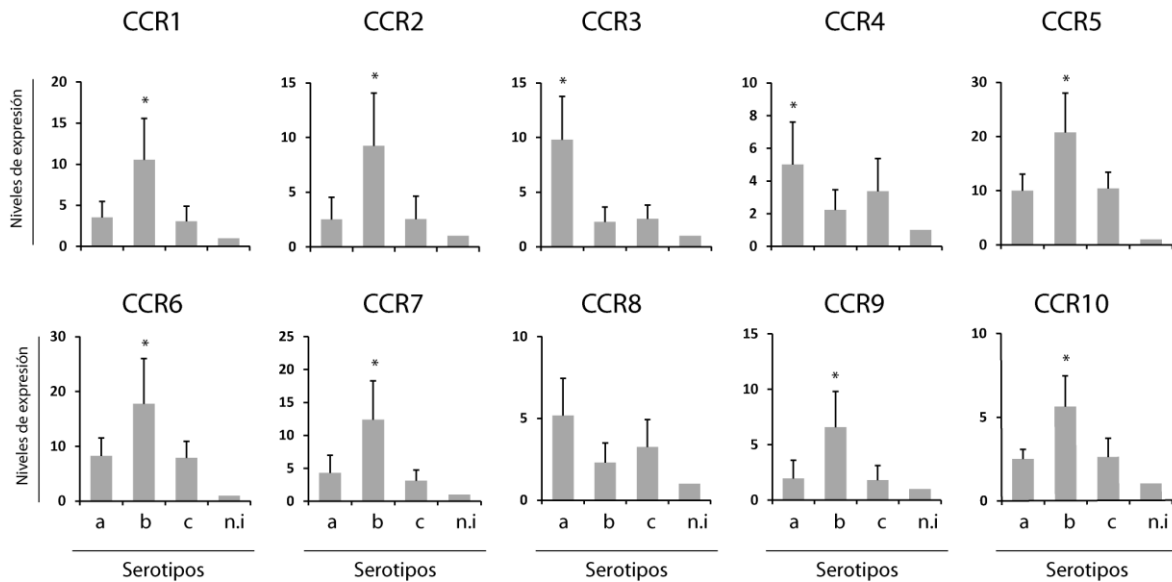 CCR1 CCR2 CCR3 CCR4 CCR5
Niveles de expresión
20 15 15 10 30
* * * * *
15 10 10 8 20
10 5 5 6 10
5 0 0 4 0
0 2
0
CCR6 CCR7 CCR8 CCR9 CCR10
Niveles de expresión
30 25 10 15 10
* * * *
20 20 5 10 5
10 15 0 5 0
0 10 0
5
0
a b c n.i a b c n.i a b c n.i a b c n.i a b c n.i
Serotipos Serotipos Serotipos Serotipos Serotipos